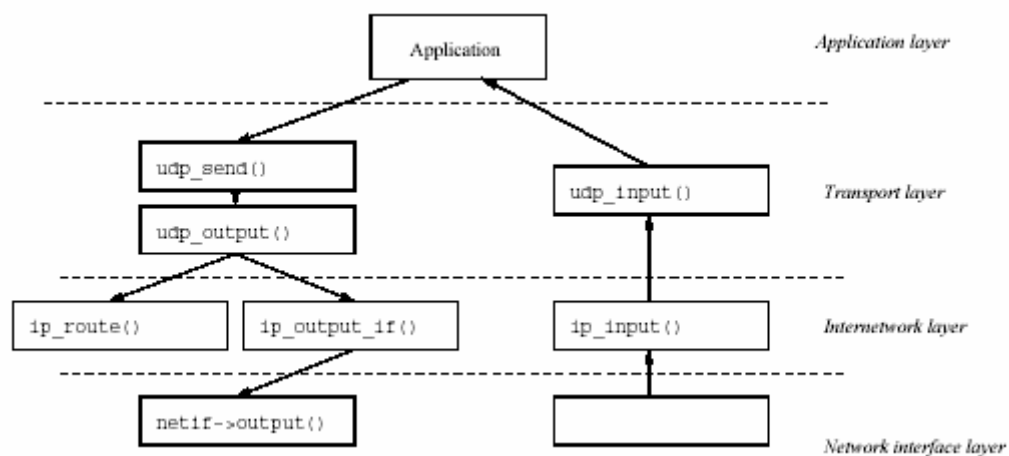 Application
Application layer
udp_send()
udp_input()
Transport layer
udp_output()
ip_route()
ip_output_if()
ip_input()
Internetwork layer
netif->output()
Network interface layer